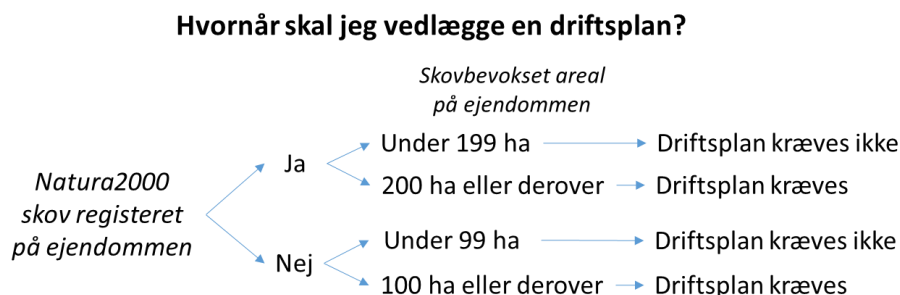 Hvornår skal jeg vedlægge en driftsplan?
Skovbevokset areal
på ejendommen
Under 199 ha
Driftsplan kræves ikke
Ja
200 ha eller derover
Driftsplan kræves
Natura2000
skov registeret
på ejendommen
Under 99 ha
Driftsplan kræves ikke
Nej
100 ha eller derover
Driftsplan kræves